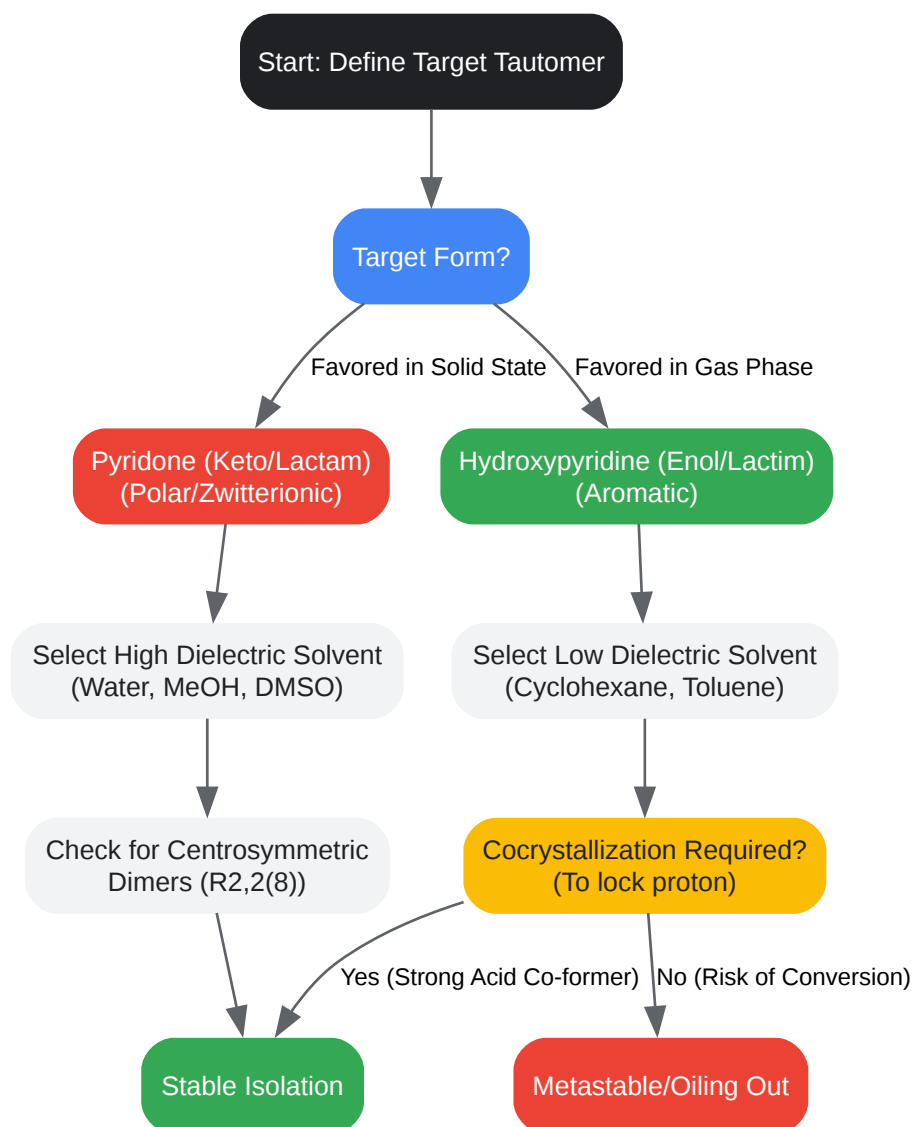 Start: Define Target Tautomer
Target Form?
Favored in Solid State
Favored in Gas Phase
Pyridone (Keto/Lactam)
(Polar/Zwitterionic)
Hydroxypyridine (Enol/Lactim)
(Aromatic)
Select High Dielectric Solvent
(Water, MeOH, DMSO)
Select Low Dielectric Solvent
(Cyclohexane, Toluene)
Check for Centrosymmetric
Dimers (R2,2(8))
Cocrystallization Required?
(To lock proton)
Yes (Strong Acid Co-former)
No (Risk of Conversion)
Stable Isolation
Metastable/Oiling Out